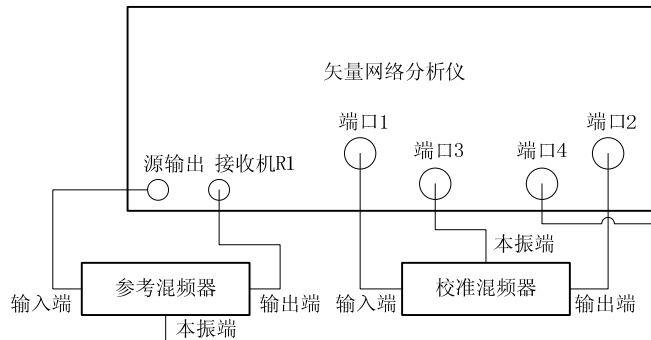 矢量网络分析仪
端口1
端口2
源输出 接收机R1
端口3
端口4
本振端
参考混频器
校准混频器
输入端
输出端
输入端
输出端
本振端